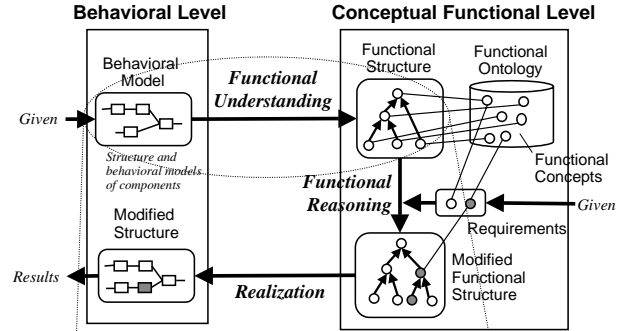 Behavioral Level
Conceptual Functional Level
Behavioral
Model
Functional
Understanding
Functional
Structure
Functional
Ontology
Given
Structure and
behavioral models
of components
Functional
Concepts
Functional
Reasoning
Given
Requirements
Modified
Structure
Results
Realization
Modified
Functional
Structure